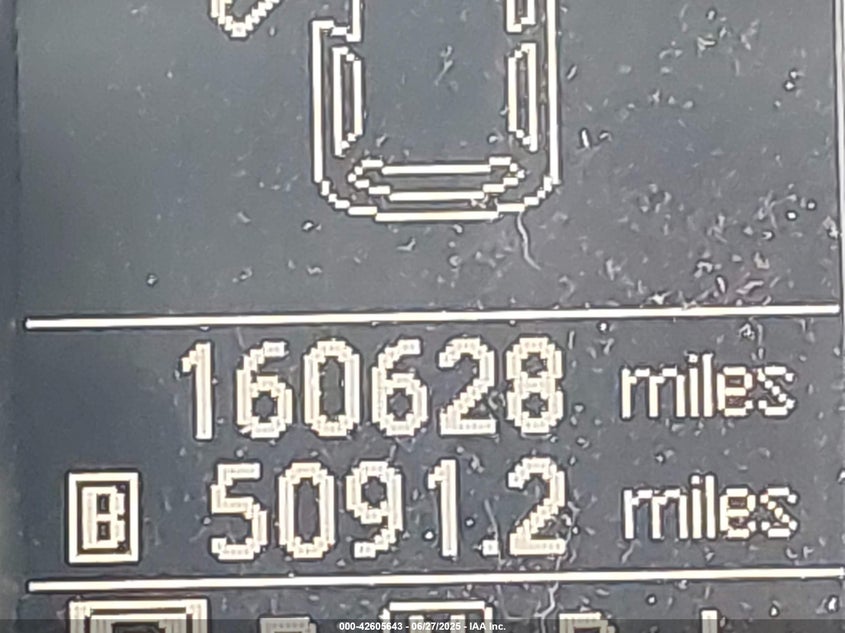 160628 miles
B 5091.2 miles
000-42605643 - 06/27/2025 - IAA Inc.